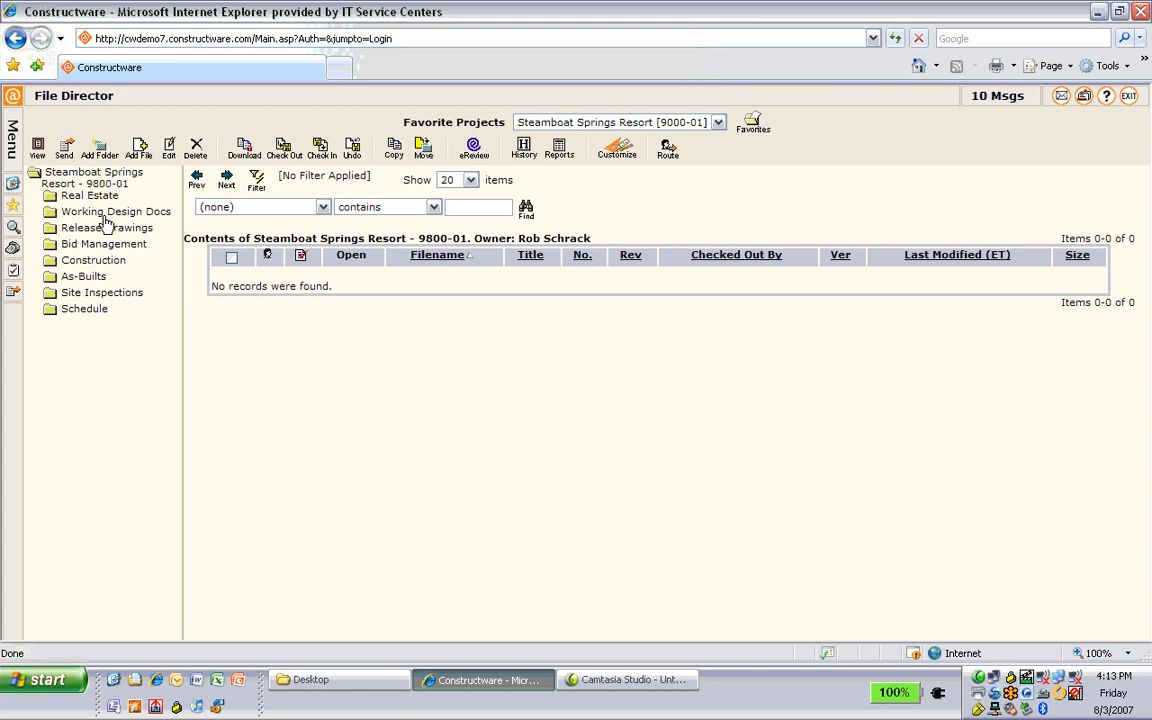 Constructware - Microsoft Internet Explorer provided by IT Service Centers
http://cwdemo7.constructware.com/Main.asp?Auth=&jumpto=Login
Google
Constructware
Page
Tools
File Director
10 Msgs
EXIT
Menu
Favorite Projects
Steamboat Springs Resort [9000-01]
Favorites
View
Send
Add Folder
Add File
Edit
Delete
Download
Check Out
Check In
Undo
Copy
Move
eReview
History
Reports
Customize
Route
Steamboat Springs
Resort - 9800-01
Real Estate
Working Design Docs
Release Drawings
Bid Management
Construction
As-Builts
Site Inspections
Schedule
Prev
Next
Filter
[No Filter Applied]
Show 20 items
(none)
contains
Find
Contents of Steamboat Springs Resort - 9800-01. Owner: Rob Schrack
Items 0-0 of 0
Open Filename Title No. Rev Checked Out By Ver Last Modified (ET) Size
No records were found.
Items 0-0 of 0
Done
Internet
100%
start
Desktop
Constructware - Micr...
Camtasia Studio - Unt...
100%
4:13 PM
Friday
8/3/2007